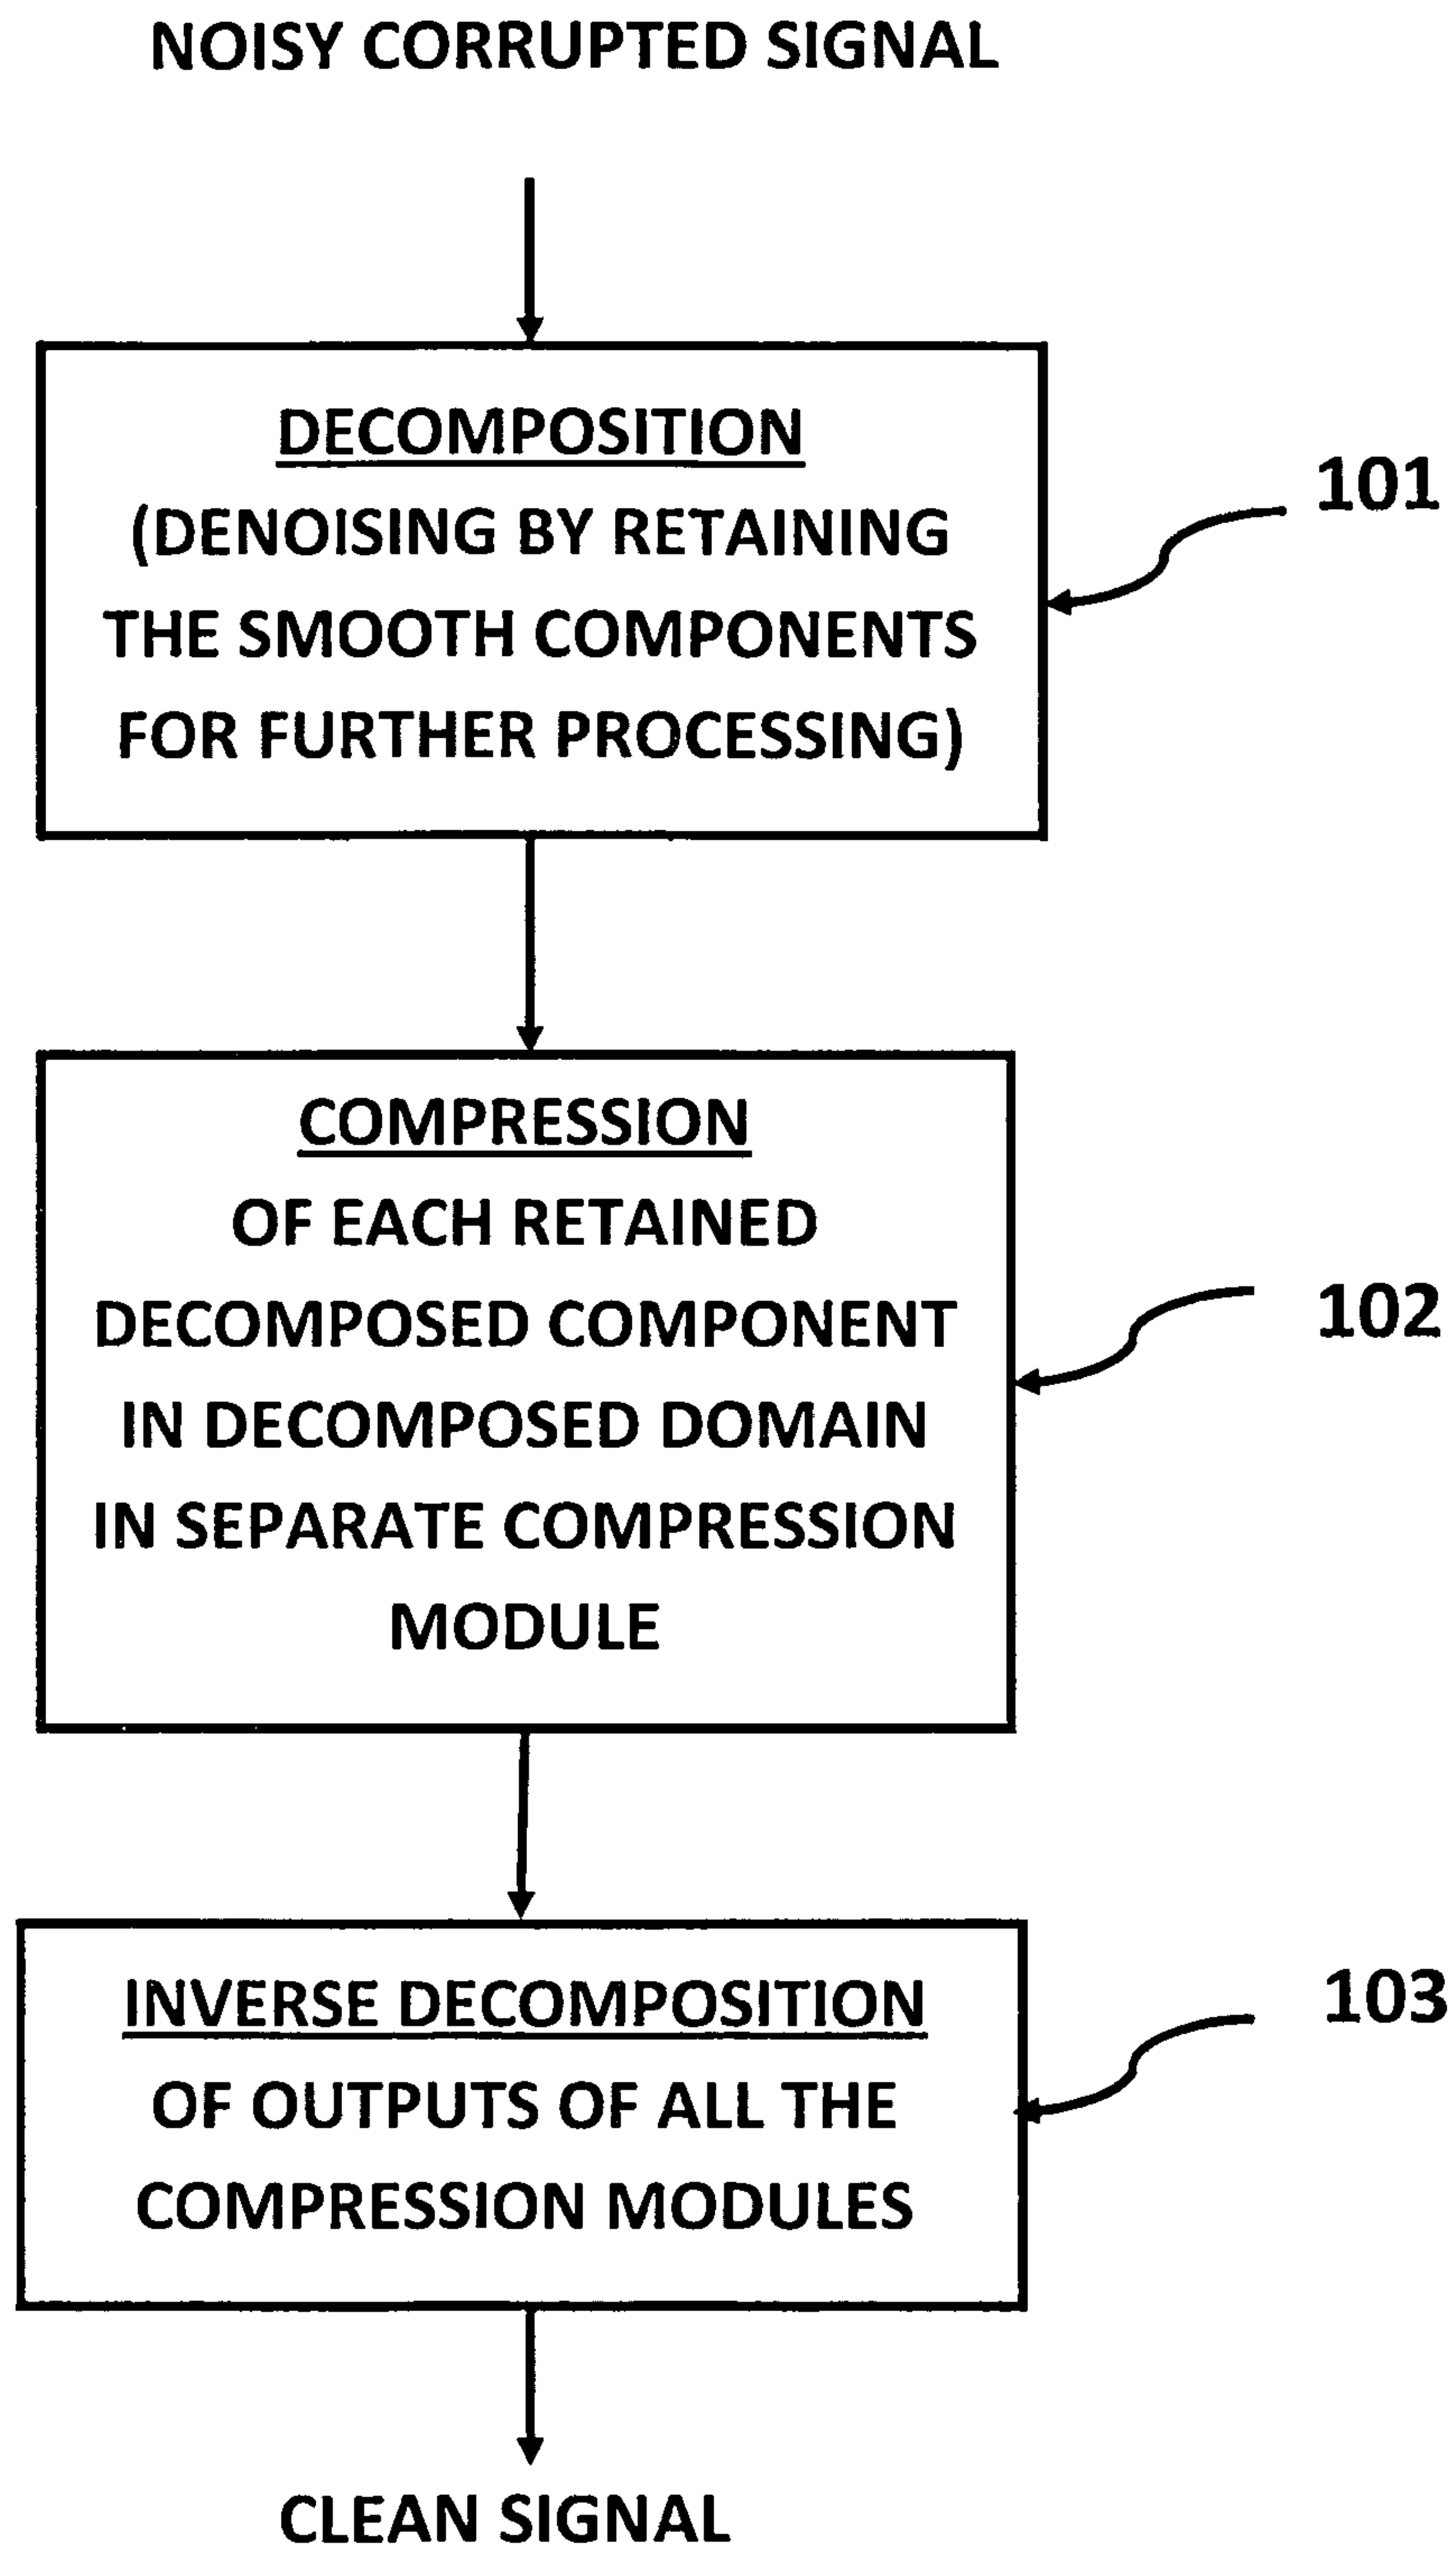 NOISY CORRUPTED SIGNAL
DECOMPOSITION
(DENOISING BY RETAINING
THE SMOOTH COMPONENTS
FOR FURTHER PROCESSING)
101
COMPRESSION
OF EACH RETAINED
DECOMPOSED COMPONENT
IN DECOMPOSED DOMAIN
IN SEPARATE COMPRESSION
MODULE
102
INVERSE DECOMPOSITION
OF OUTPUTS OF ALL THE
COMPRESSION MODULES
103
CLEAN SIGNAL